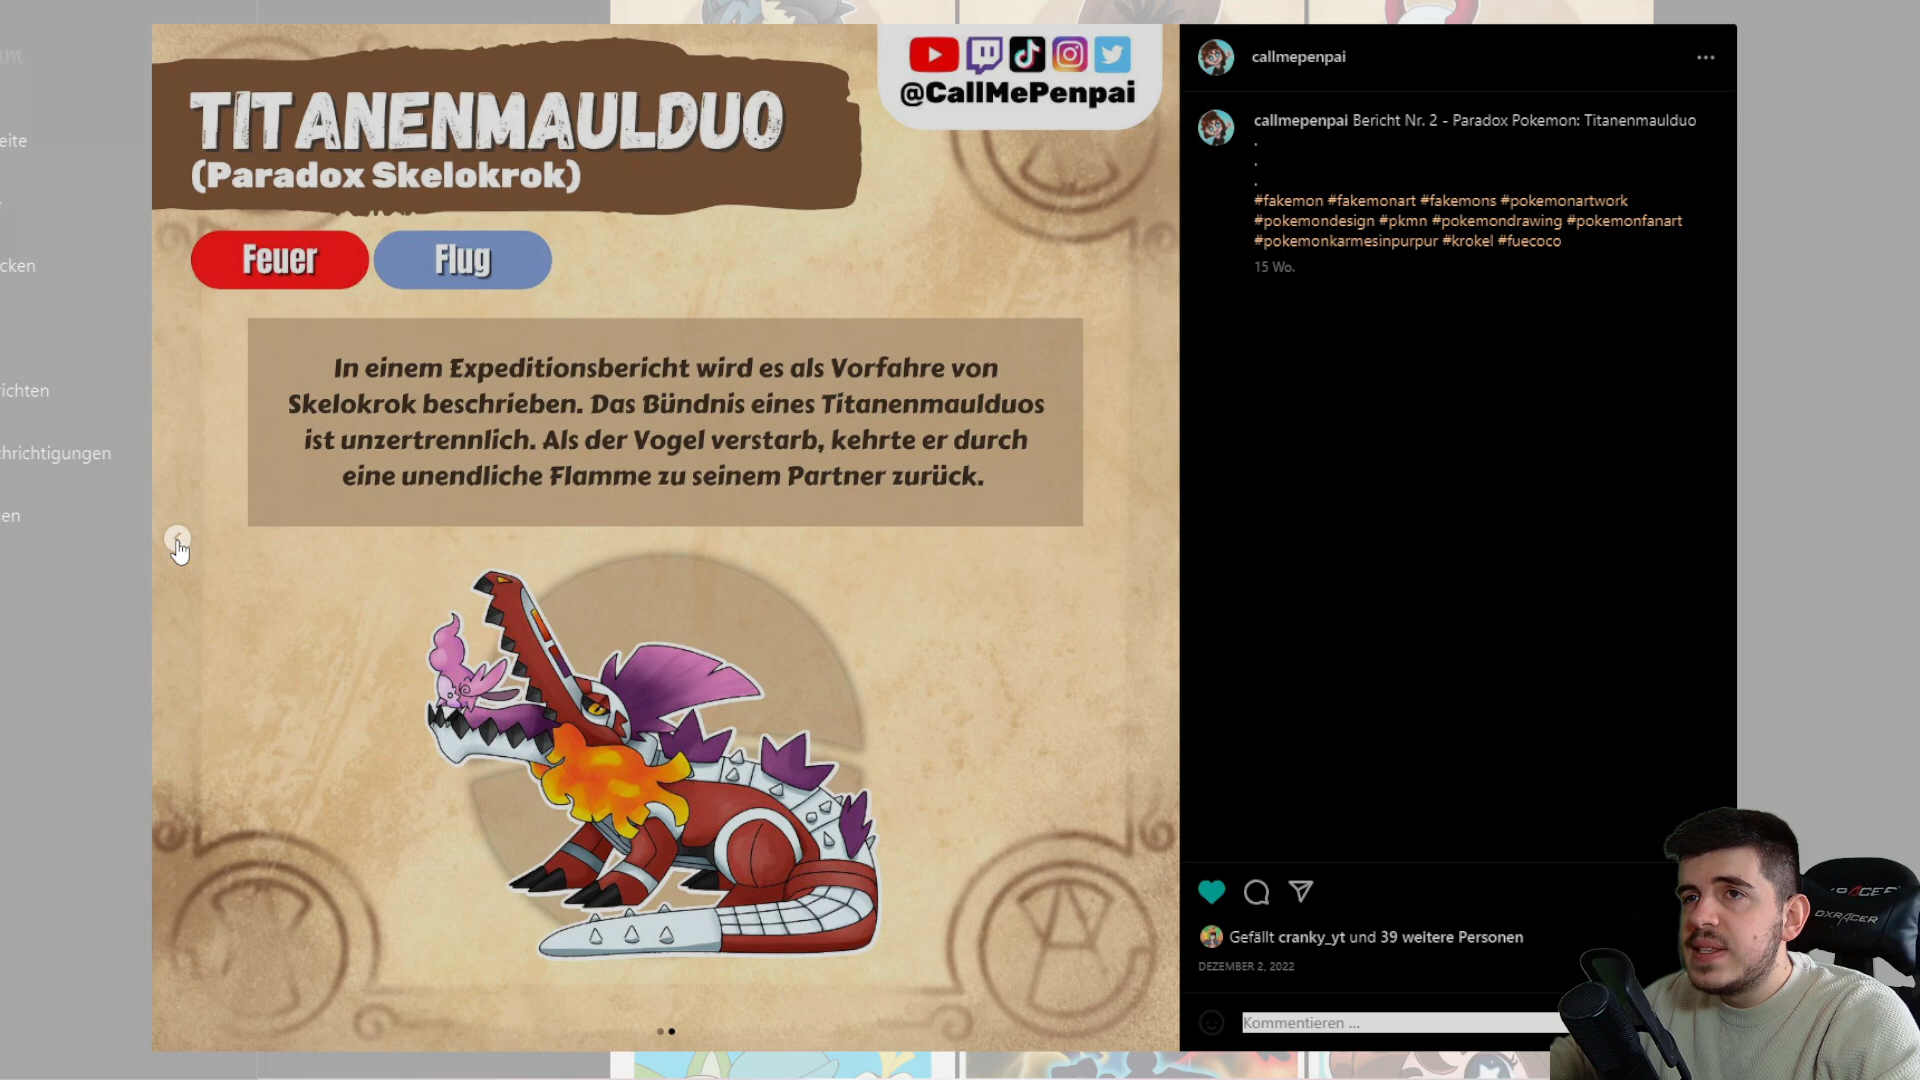 TITANENMAULDUO
(Paradox Skelokrok)
@CallMePenpai
Feuer
Flug
In einem Expeditionsbericht wird es als Vorfahre von
Skelokrok beschrieben. Das Bündnis eines Titanenmaulduos
ist unzertrennlich. Als der Vogel verstarb, kehrte er durch
eine unendliche Flamme zu seinem Partner zurück.
callmepenpai
callmepenpai Bericht Nr. 2 - Paradox Pokemon: Titanenmaulduo
.
.
.
#fakemon #fakemonart #fakemons #pokemonartwork
#pokemondesign #pkmn #pokemondrawing #pokemonfanart
#pokemonkarmesinpurpur #krokel #fuecoco
15 Wo.
Gefällt cranky_yt und 39 weitere Personen
DEZEMBER 2, 2022
Kommentieren ...
eite
cken
ichten
chrichtigungen
en
DXRACER